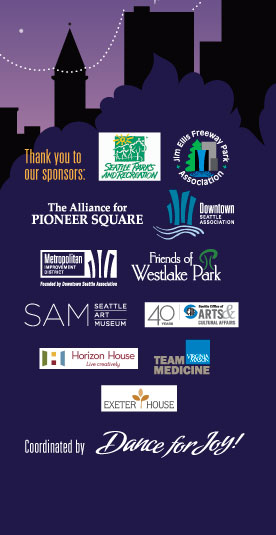 Thank you to
our sponsors:
SEATTLE PARKS
AND RECREATION
Jim Ellis Freeway Park
Association
The Alliance for
PIONEER SQUARE
Downtown
SEATTLE
ASSOCIATION
Metropolitan
IMPROVEMENT
DISTRICT
Founded by Downtown Seattle Association
Friends of
Westlake Park
SAM
SEATTLE
ART
MUSEUM
40
YEARS
Seattle Office of
ARTS&
CULTURAL AFFAIRS
Horizon House
Live creatively
TEAM
MEDICINE
VIRGINIA
MASON
EXETER HOUSE
Coordinated by
Dance for Joy!